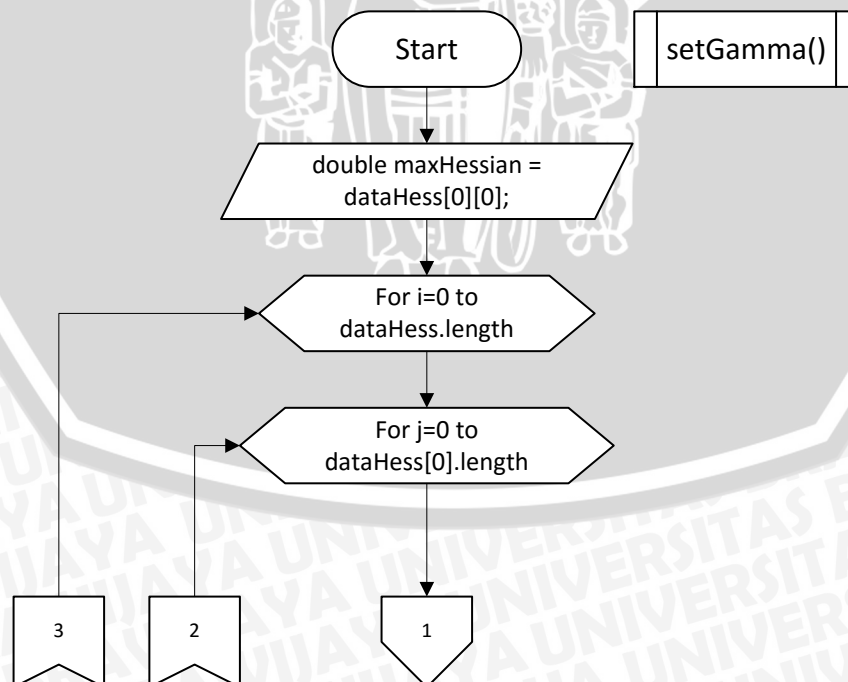 Start
setGamma()
double maxHessian =
dataHess[0][0];
For i=0 to
dataHess.length
For j=0 to
dataHess[0].length
3
2
1